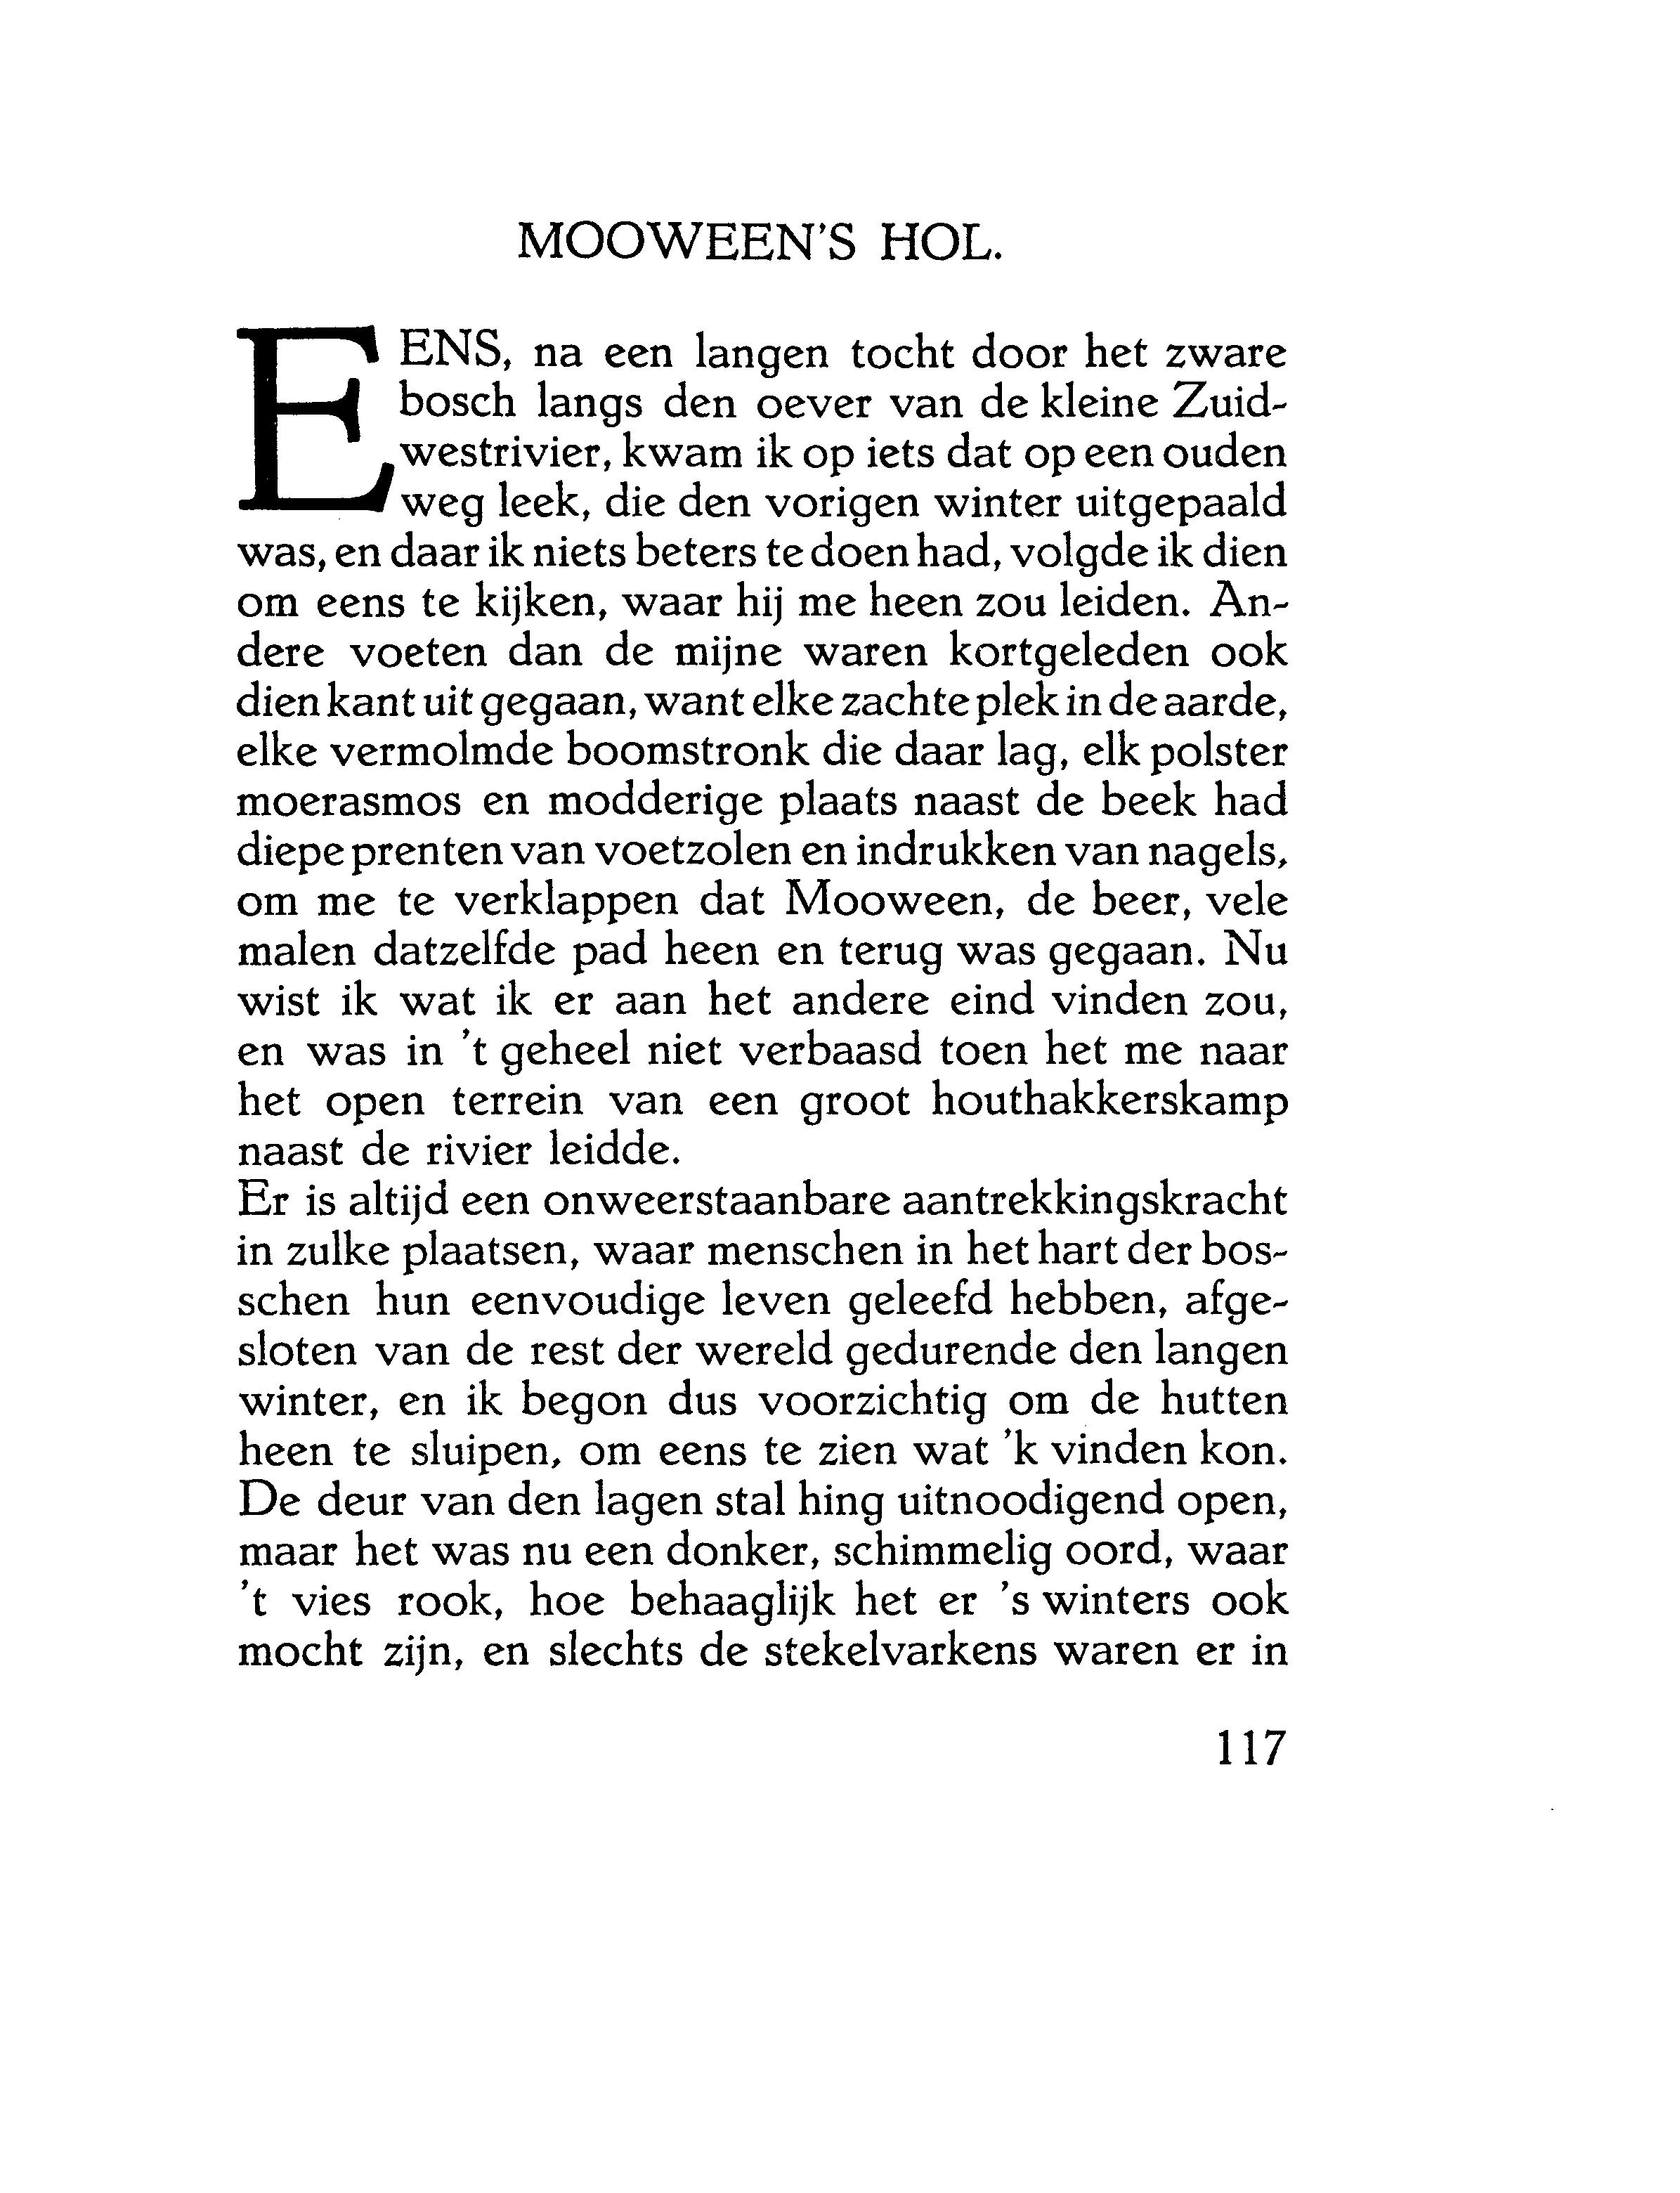 MOOWEEN'S HOL.
EENS, na een langen tocht door het zware
bosch langs den oever van de kleine Zuid-
westrivier, kwam ik op iets dat op een ouden
weg leek, die den vorigen winter uitgepaald
was, en daar ik niets beters te doen had, volgde ik dien
om eens te kijken, waar hij me heen zou leiden. An-
dere voeten dan de mijne waren kortgeleden ook
dien kant uit gegaan, want elke zachte plek in de aarde,
elke vermolmde boomstronk die daar lag, elk polster
moerasmos en modderige plaats naast de beek had
diepe prenten van voetzolen en indrukken van nagels,
om me te verklappen dat Mooween, de beer, vele
malen datzelfde pad heen en terug was gegaan. Nu
wist ik wat ik er aan het andere eind vinden zou,
en was in 't geheel niet verbaasd toen het me naar
het open terrein van een groot houthakkerskamp
naast de rivier leidde.
Er is altijd een onweerstaanbare aantrekkingskracht
in zulke plaatsen, waar menschen in het hart der bos-
schen hun eenvoudige leven geleefd hebben, afge-
sloten van de rest der wereld gedurende den langen
winter, en ik begon dus voorzichtig om de hutten
heen te sluipen, om eens te zien wat 'k vinden kon.
De deur van den lagen stal hing uitnoodigend open,
maar het was nu een donker, schimmelig oord, waar
't vies rook, hoe behaaglijk het er 's winters ook
mocht zijn, en slechts de stekelvarkens waren er in
117